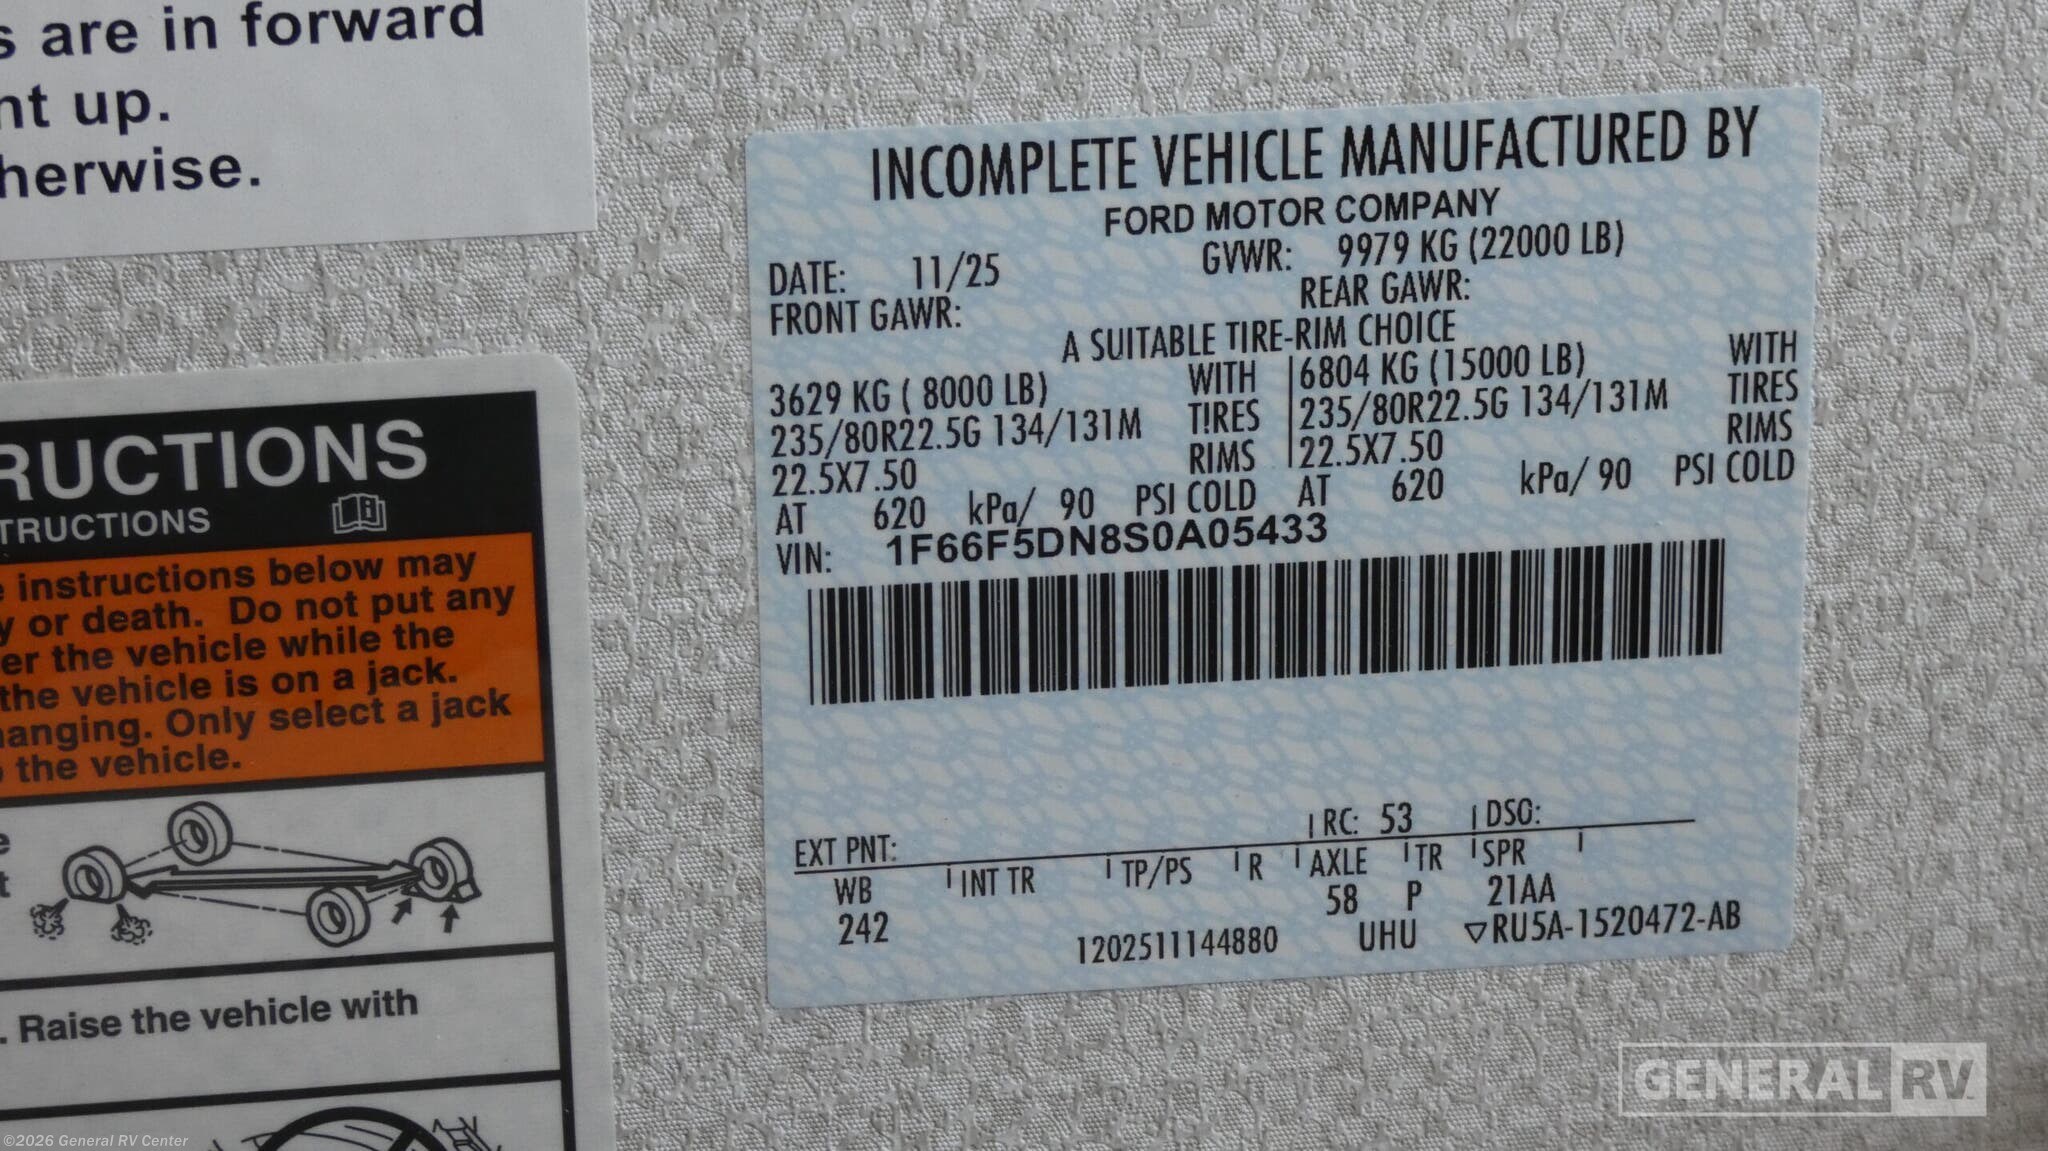 s are in forward
nt up.
herwise.
RUCTIONS
TRUCTIONS
e instructions below may
y or death. Do not put any
er the vehicle while the
the vehicle is on a jack.
hanging. Only select a jack
o the vehicle.
e
t
. Raise the vehicle with
INCOMPLETE VEHICLE MANUFACTURED BY
FORD MOTOR COMPANY
DATE: 11/25 GVWR: 9979 KG (22000 LB)
FRONT GAWR: REAR GAWR:
A SUITABLE TIRE-RIM CHOICE
3629 KG ( 8000 LB) WITH 6804 KG (15000 LB) WITH
235/80R22.5G 134/131M TIRES 235/80R22.5G 134/131M TIRES
22.5X7.50 RIMS 22.5X7.50 RIMS
AT 620 kPa/ 90 PSI COLD AT 620 kPa/ 90 PSI COLD
VIN: 1F66F5DN8S0A05433
EXT PNT: RC: 53 DSO:
WB INT TR TP/PS R AXLE TR SPR
242 58 P 21AA
1202511144880 UHU ▽RU5A-1520472-AB
GENERAL RV
©2026 General RV Center